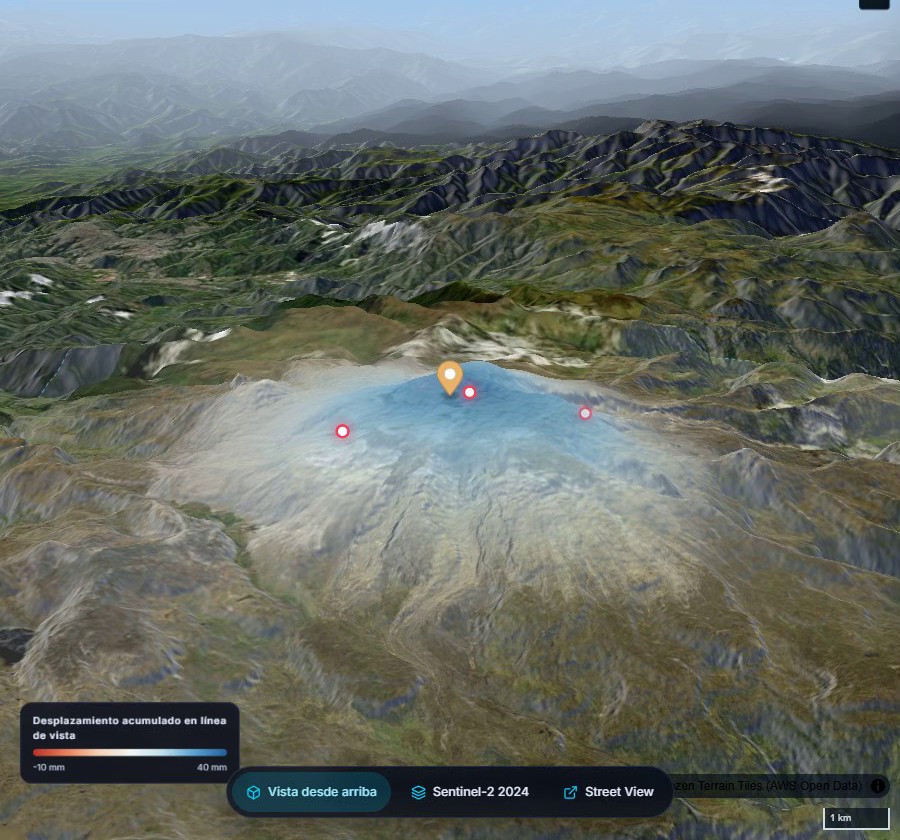 Desplazamiento acumulado en línea
de vista
-10 mm 40 mm
Vista desde arriba Sentinel-2 2024 Street View
Terrain Tiles (AWS Open Data)
1 km